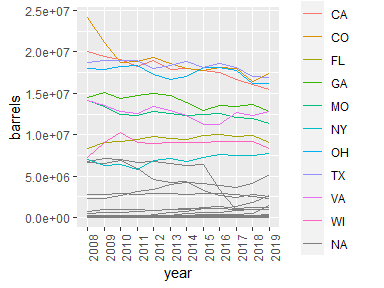 2.5e+07
2.0e+07
1.5e+07
1.0e+07
5.0e+06
0.0e+00
barrels
2008
2009
2010
2011
2012
2013
2014
2015
2016
2017
2018
2019
year
CA
CO
FL
GA
MO
NY
OH
TX
VA
WI
NA